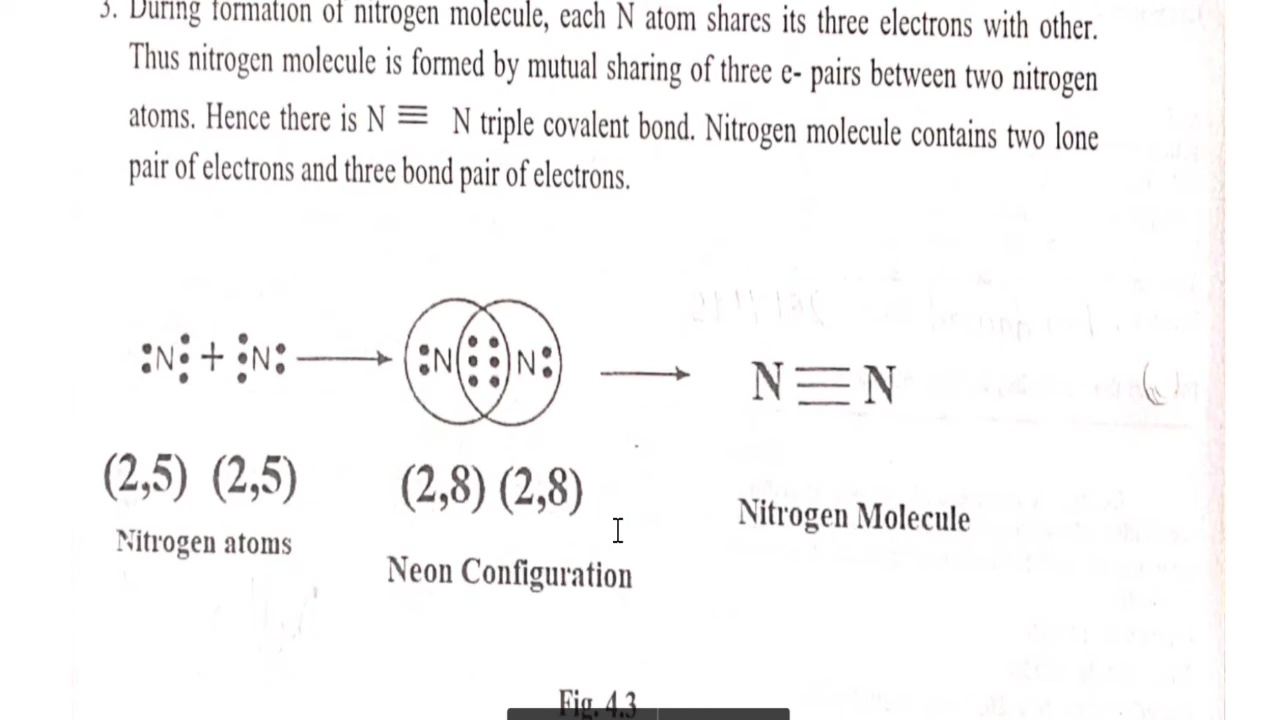 3. During formation of nitrogen molecule, each N atom shares its three electrons with other.
Thus nitrogen molecule is formed by mutual sharing of three e- pairs between two nitrogen
atoms. Hence there is N ≡ N triple covalent bond. Nitrogen molecule contains two lone
pair of electrons and three bond pair of electrons.
:N⋮ + ⋮N: ⟶ :N⋮⋮N: ⟶ N≡N
(2,5) (2,5) (2,8) (2,8)
Nitrogen atoms Neon Configuration Nitrogen Molecule
Fig. 4.3